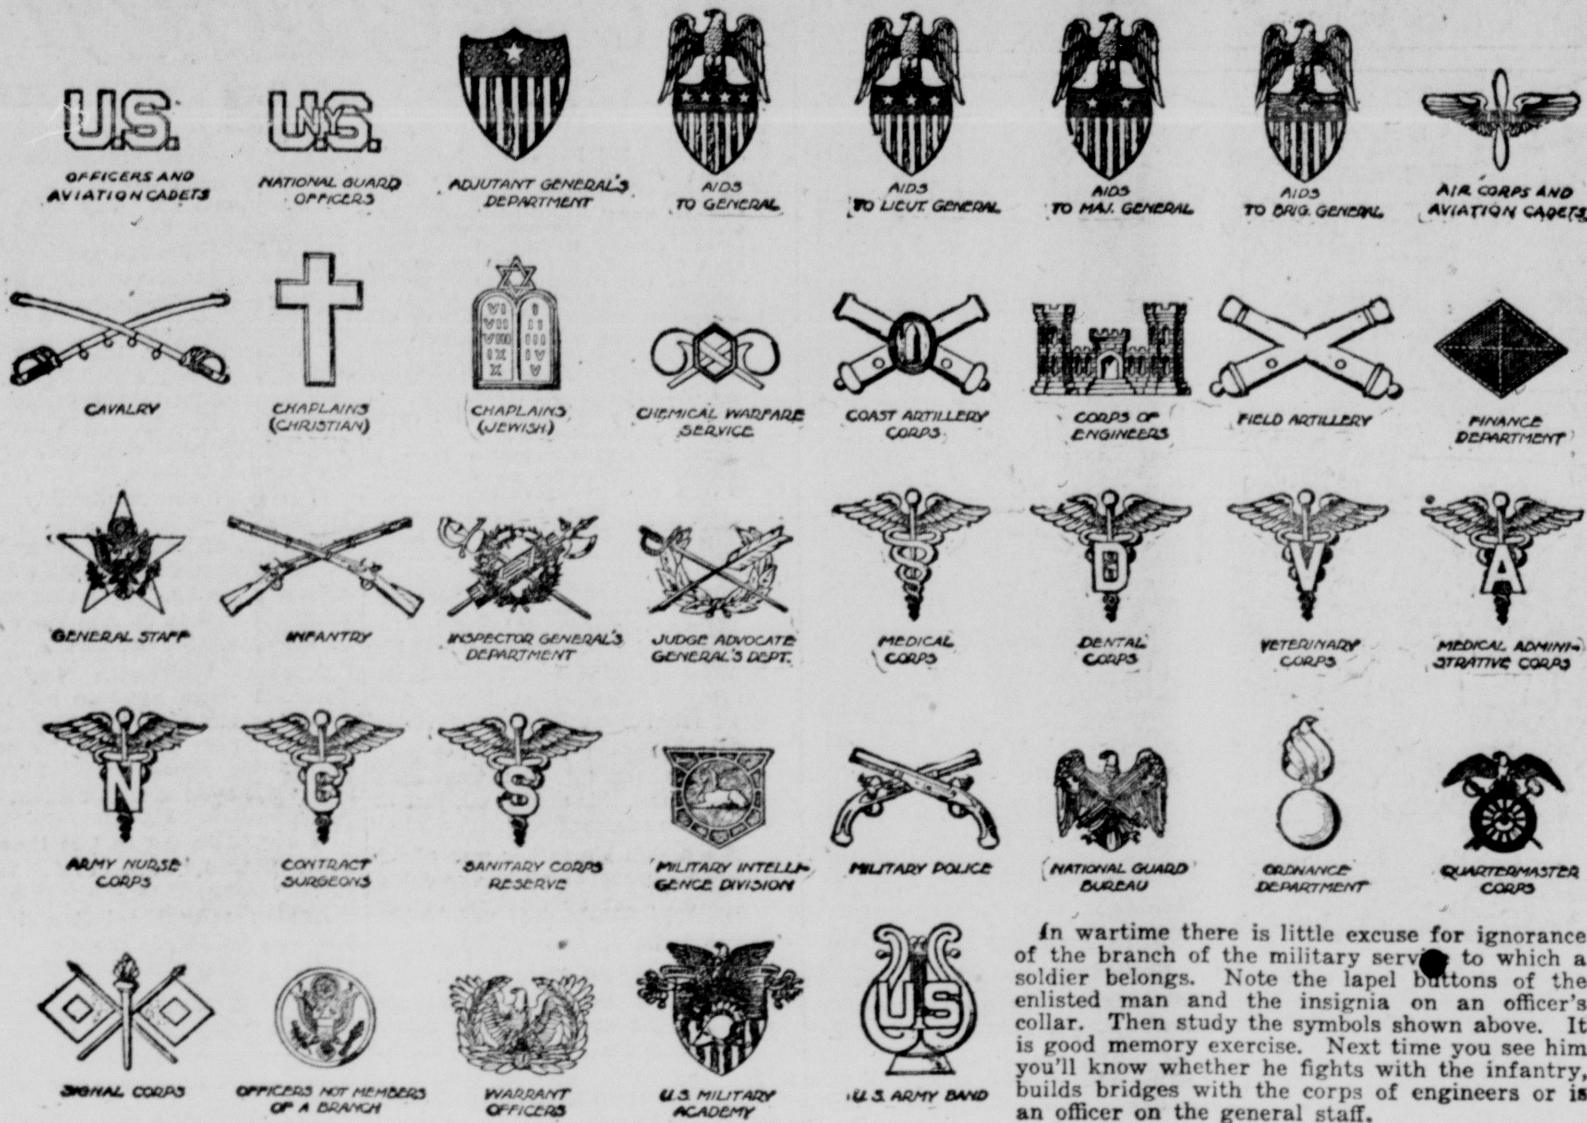 U.S.
OFFICERS AND
AVIATION CADETS
U.S.
NY
NATIONAL GUARD
OFFICERS
ADJUTANT GENERAL'S
DEPARTMENT
AIDS
TO GENERAL
AIDS
TO LIEUT. GENERAL
AIDS
TO MAJ. GENERAL
AIDS
TO BRIG. GENERAL
AIR CORPS AND
AVIATION CADETS
CAVALRY
CHAPLAINS
(CHRISTIAN)
VI I
VII II
VIII III
IX VI
X V
CHAPLAINS
(JEWISH)
CHEMICAL WARFARE
SERVICE
COAST ARTILLERY
CORPS
CORPS OF
ENGINEERS
FIELD ARTILLERY
FINANCE
DEPARTMENT
GENERAL STAFF
INFANTRY
INSPECTOR GENERAL'S
DEPARTMENT
JUDGE ADVOCATE
GENERAL'S DEPT.
MEDICAL
CORPS
D
DENTAL
CORPS
V
VETERINARY
CORPS
A
MEDICAL ADMINI-
STRATIVE CORPS
N
ARMY NURSE
CORPS
C
CONTRACT
SURGEONS
S
SANITARY CORPS
RESERVE
MILITARY INTELLI-
GENCE DIVISION
MILITARY POLICE
NATIONAL GUARD
BUREAU
ORDNANCE
DEPARTMENT
QUARTERMASTER
CORPS
SIGNAL CORPS
OFFICERS NOT MEMBERS
OF A BRANCH
WARRANT
OFFICERS
U.S. MILITARY
ACADEMY
US
U.S. ARMY BAND
In wartime there is little excuse for ignorance
of the branch of the military service to which a
soldier belongs. Note the lapel buttons of the
enlisted man and the insignia on an officer's
collar. Then study the symbols shown above. It
is good memory exercise. Next time you see him
you'll know whether he fights with the infantry,
builds bridges with the corps of engineers or is
an officer on the general staff.